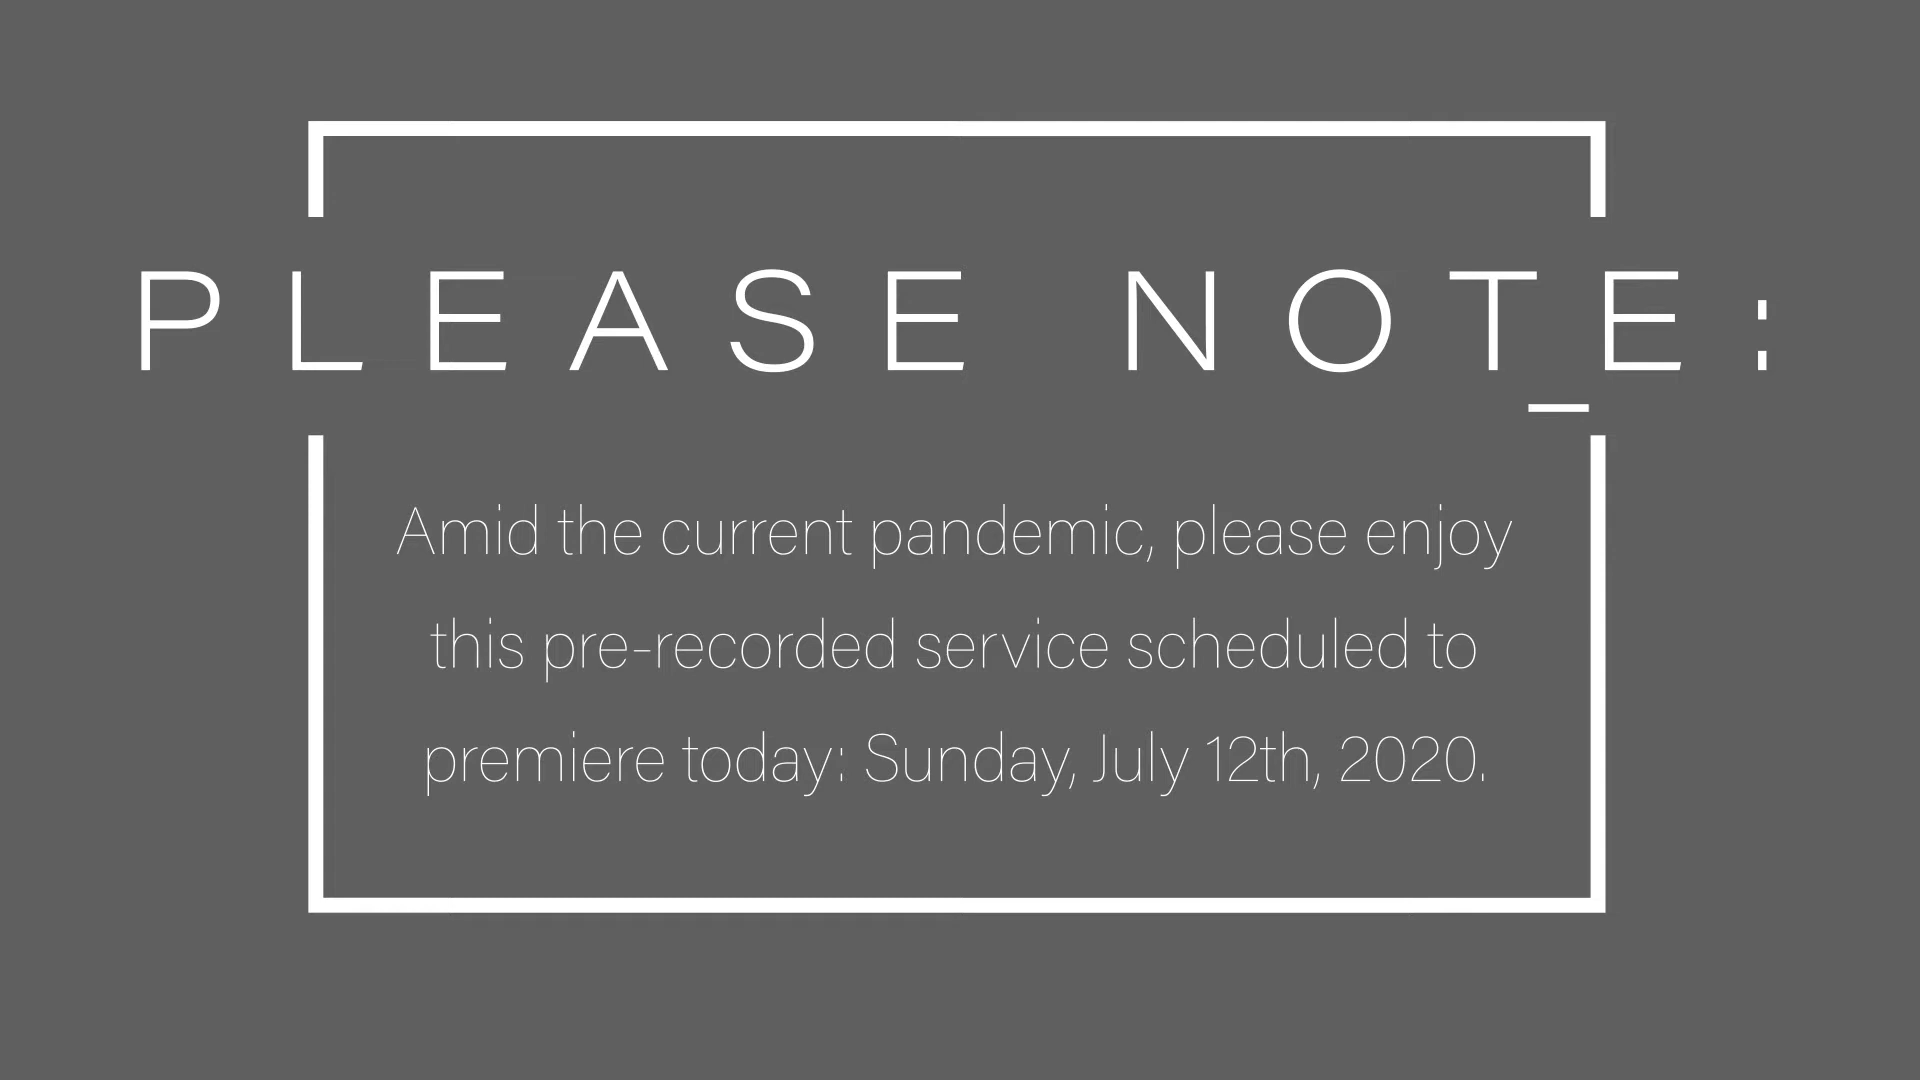 PLEASE NOTE:
Amid the current pandemic, please enjoy
this pre-recorded service scheduled to
premiere today: Sunday, July 12th, 2020.